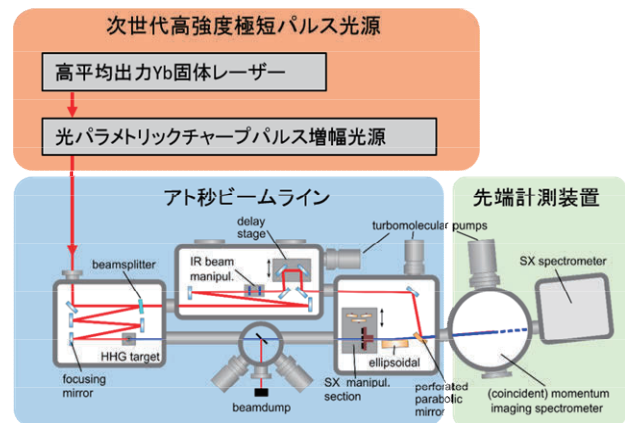 次世代高強度極短パルス光源
高平均出力Yb固体レーザー
光パラメトリックチャープパルス増幅光源
アト秒ビームライン
先端計測装置
delay
stage
turbomolecular pumps
beamsplitter
IR beam
manipul.
SX spectrometer
HHG target
focusing
mirror
ellipsoidal
SX manipul.
section
beamdump
perforated
parabolic
mirror
(coincident) momentum
imaging spectrometer